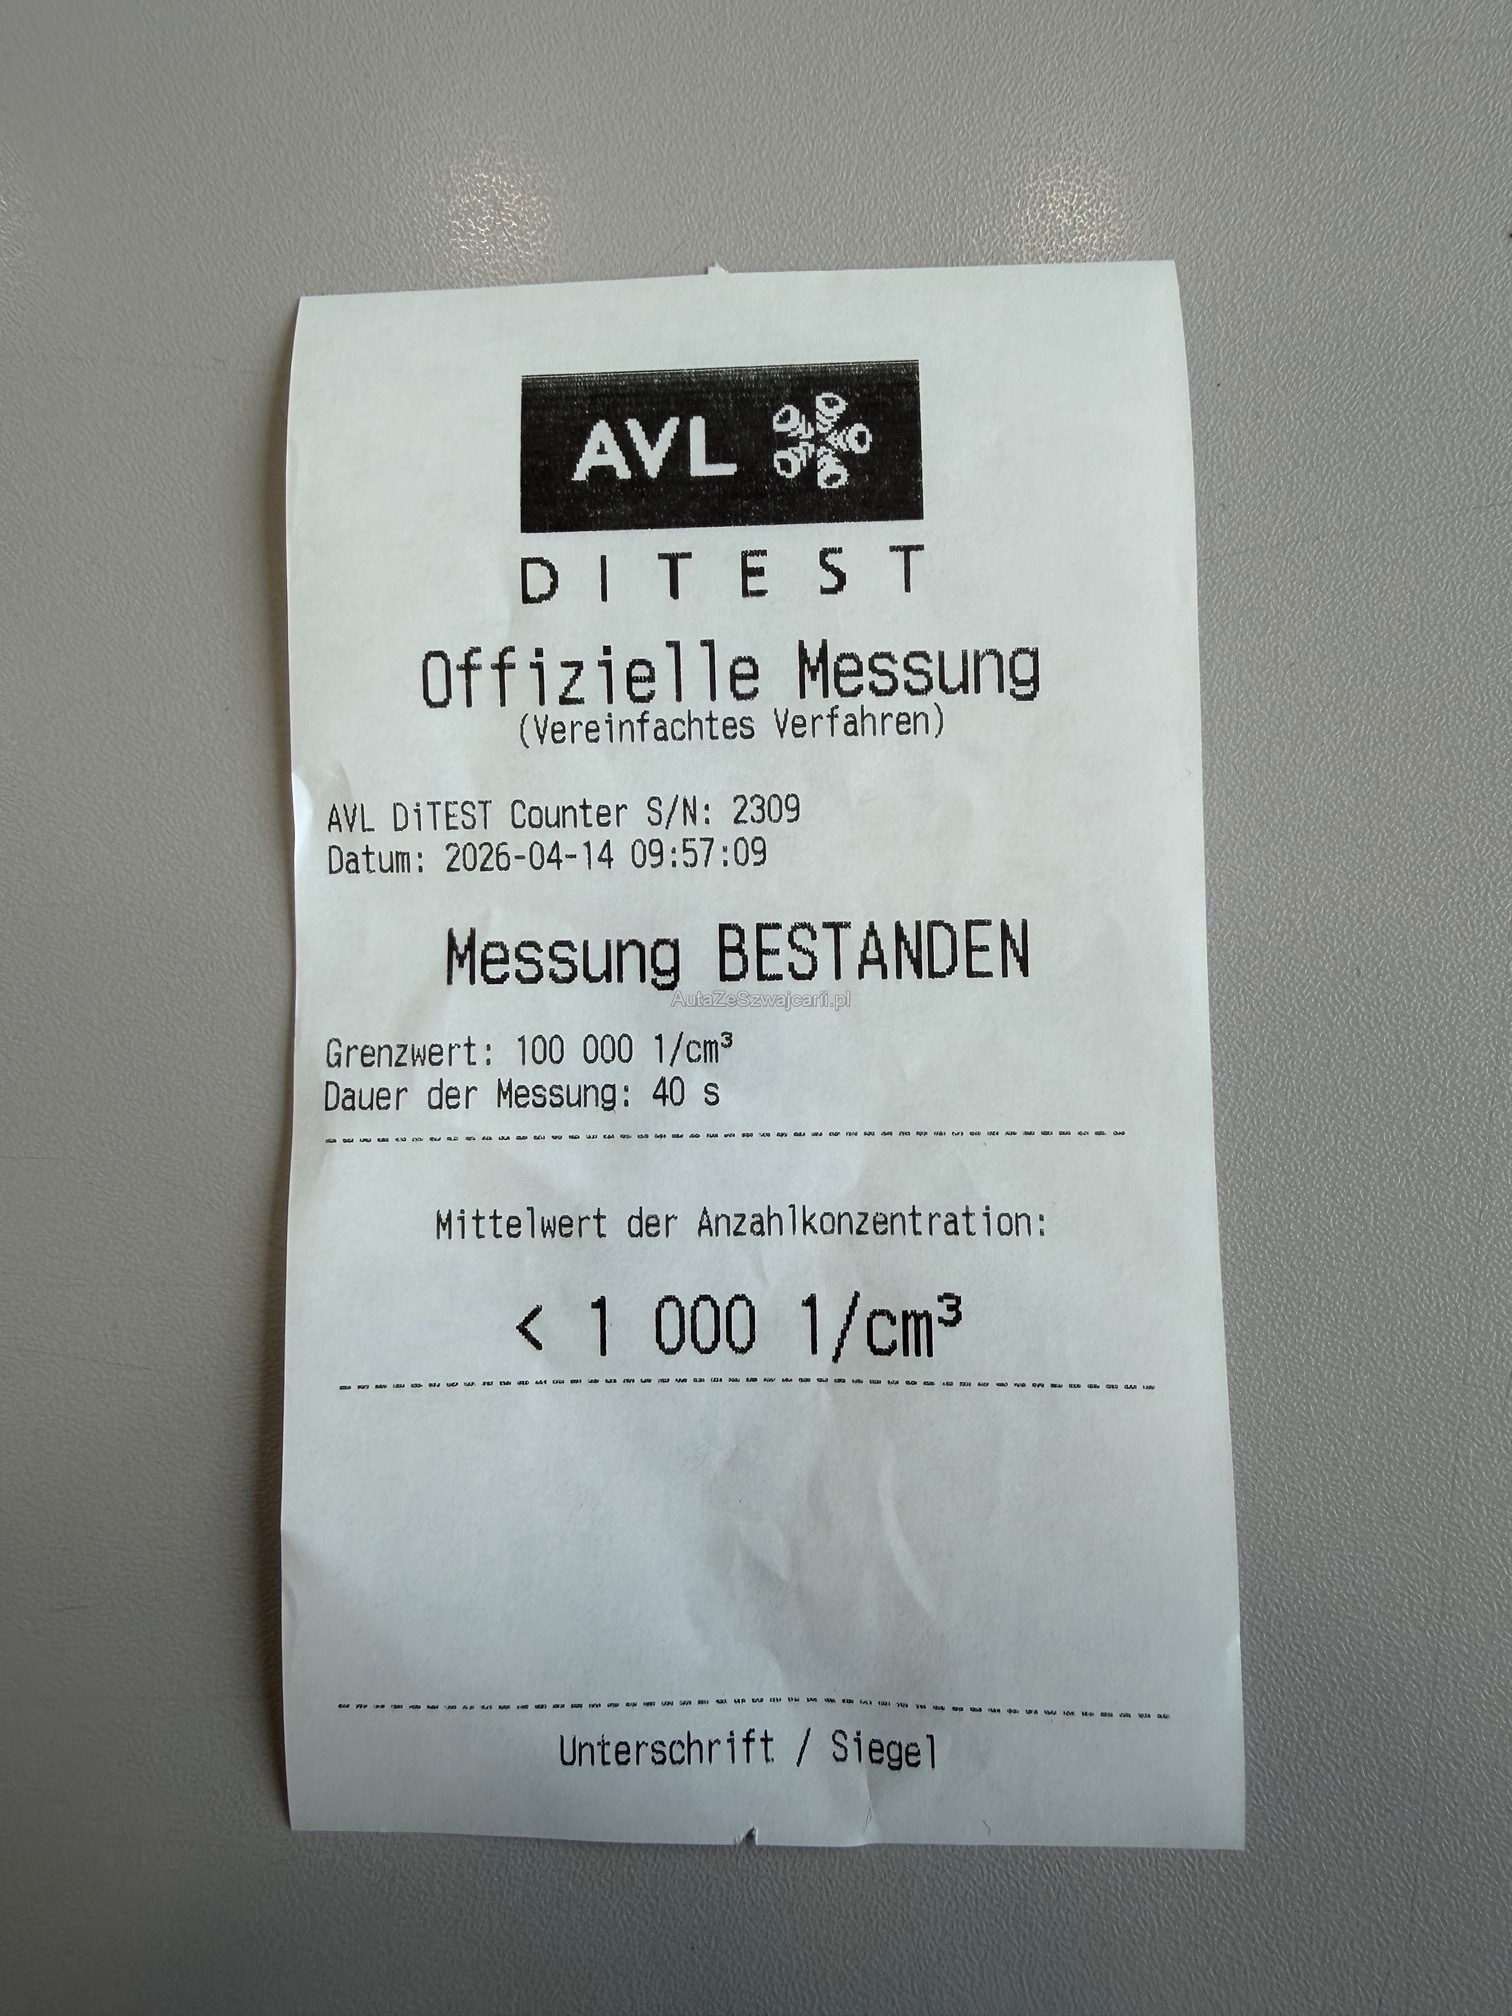 AVL
DITEST
Offizielle Messung
(Vereinfachtes Verfahren)
AVL DiTEST Counter S/N: 2309
Datum: 2026-04-14 09:57:09
Messung BESTANDEN
AutaZeSzwajcarii.pl
Grenzwert: 100 000 1/cm³
Dauer der Messung: 40 s
Mittelwert der Anzahlkonzentration:
< 1 000 1/cm³
Unterschrift / Siegel